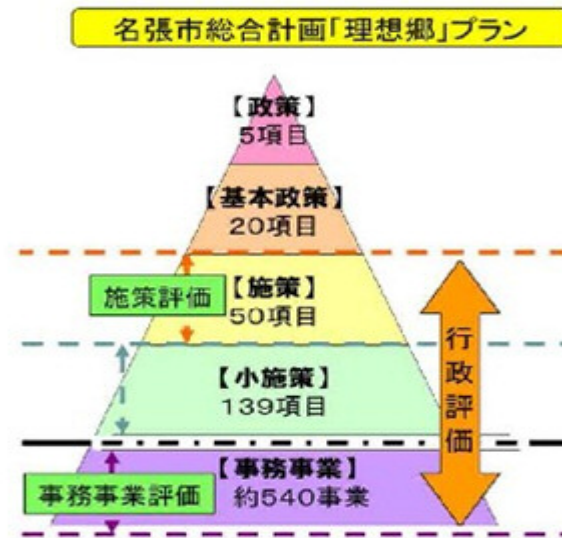 名張市総合計画「理想郷」プラン
【政策】
5項目
【基本政策】
20項目
【施策】
50項目
施策評価
【小施策】
139項目
行政評価
【事務事業】
約540事業
事務事業評価